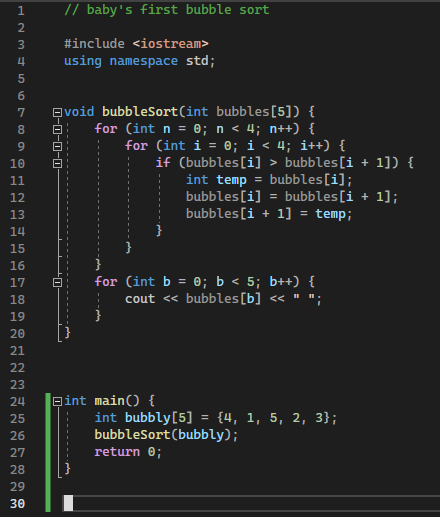 1 // baby's first bubble sort
2
3 #include <iostream>
4 using namespace std;
5
6
7 void bubbleSort(int bubbles[5]) {
8     for (int n = 0; n < 4; n++) {
9         for (int i = 0; i < 4; i++) {
10             if (bubbles[i] > bubbles[i + 1]) {
11                 int temp = bubbles[i];
12                 bubbles[i] = bubbles[i + 1];
13                 bubbles[i + 1] = temp;
14             }
15         }
16     }
17     for (int b = 0; b < 5; b++) {
18         cout << bubbles[b] << " ";
19     }
20 }
21
22
23
24 int main() {
25     int bubbly[5] = {4, 1, 5, 2, 3};
26     bubbleSort(bubbly);
27     return 0;
28 }
29
30